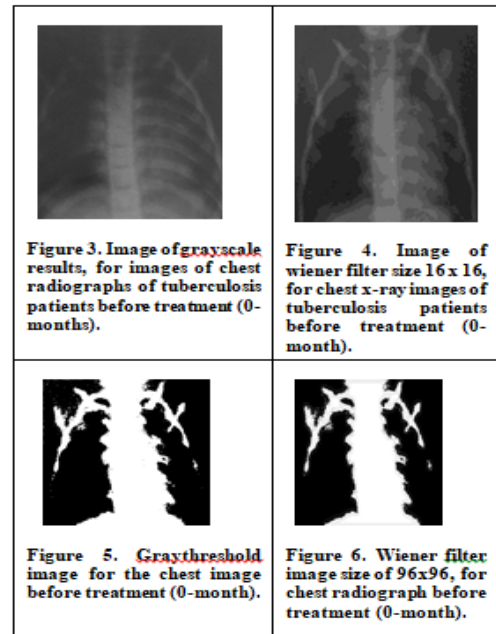 Figure 3. Image of grayscale
results, for images of chest
radiographs of tuberculosis
patients before treatment (0-
months).
Figure 4. Image of
wiener filter size 16 x 16,
for chest x-ray images of
tuberculosis patients
before treatment (0-
month).
Figure 5. Graythreshold
image for the chest image
before treatment (0-month).
Figure 6. Wiener filter
image size of 96x96, for
chest radiograph before
treatment (0-month).